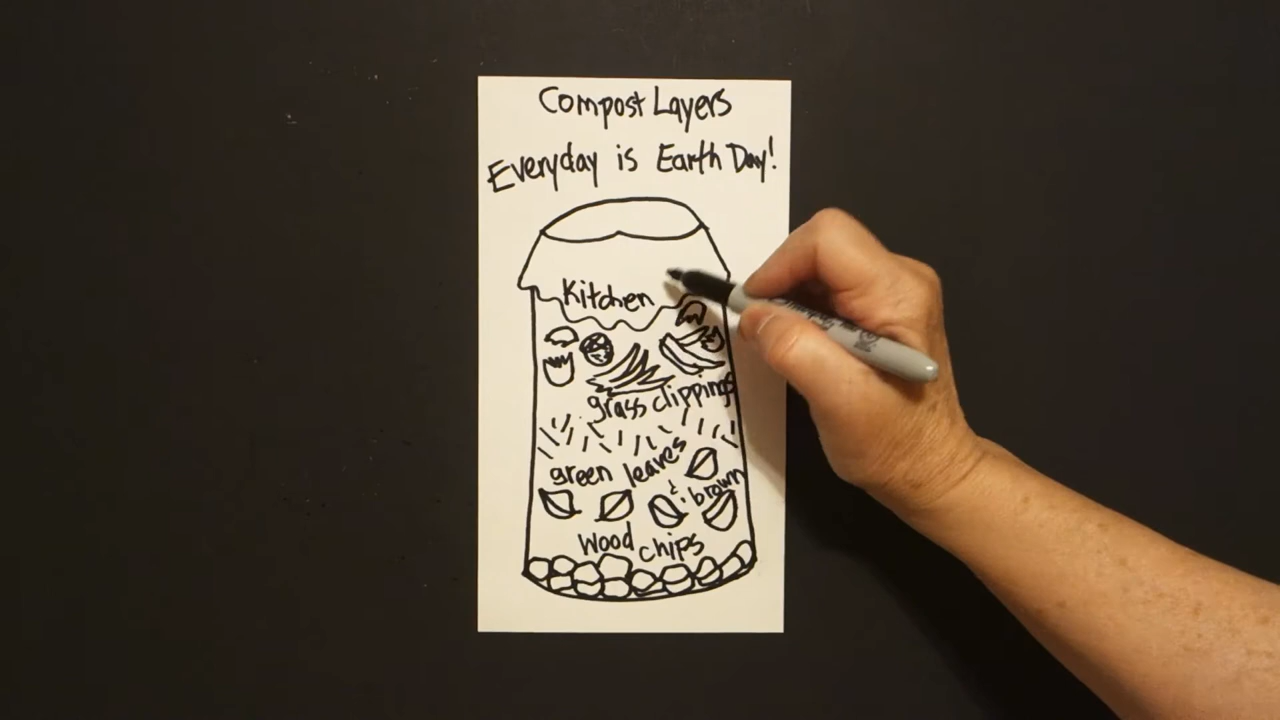 Compost Layers
Everyday is Earth Day!
Kitchen
grass clippings
green leaves
& brown
wood chips